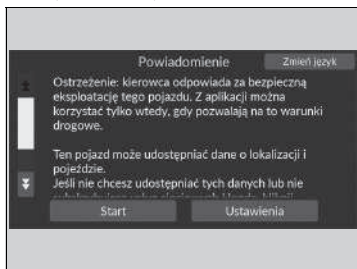 Powiadomienie
Zmień język
Ostrzeżenie: kierowca odpowiada za bezpieczną
eksploatację tego pojazdu. Z aplikacji można
korzystać tylko wtedy, gdy pozwalają na to warunki
drogowe.
Ten pojazd może udostępniać dane o lokalizacji i
pojeździe.
Jeśli nie chcesz udostępniać tych danych lub nie
Start
Ustawienia